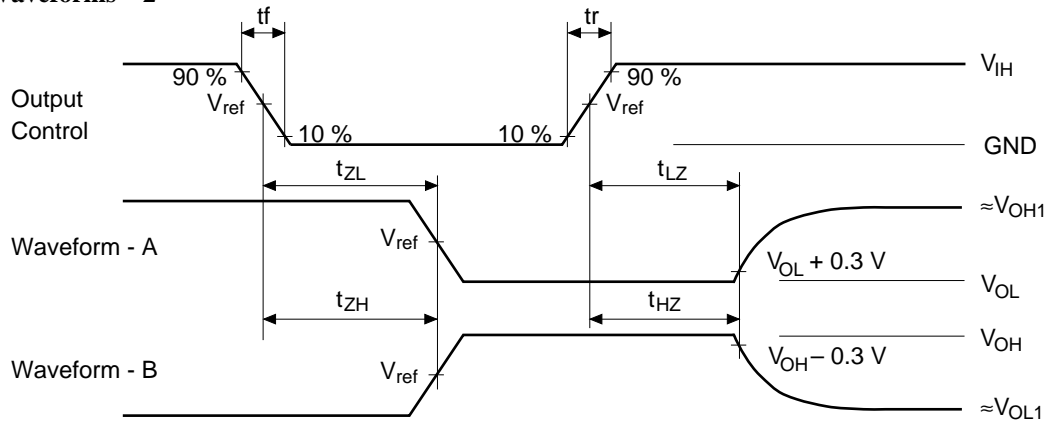 Waveforms – 2
tf
tr
90 %
90 %
VIH
Vref
Vref
Output
Control
10 %
10 %
GND
tZL
tLZ
≈VOH1
Waveform - A
Vref
VOL + 0.3 V
VOL
tZH
tHZ
VOH
VOH – 0.3 V
Waveform - B
Vref
≈VOL1